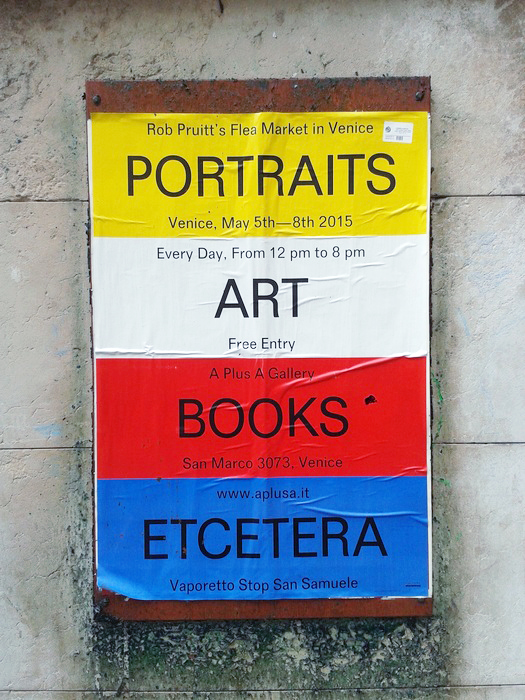 Rob Pruitt's Flea Market in Venice
PORTRAITS
Venice, May 5th—8th 2015
Every Day, From 12 pm to 8 pm
ART
Free Entry
A Plus A Gallery
BOOKS
San Marco 3073, Venice
www.aplusa.it
ETCETERA
Vaporetto Stop San Samuele